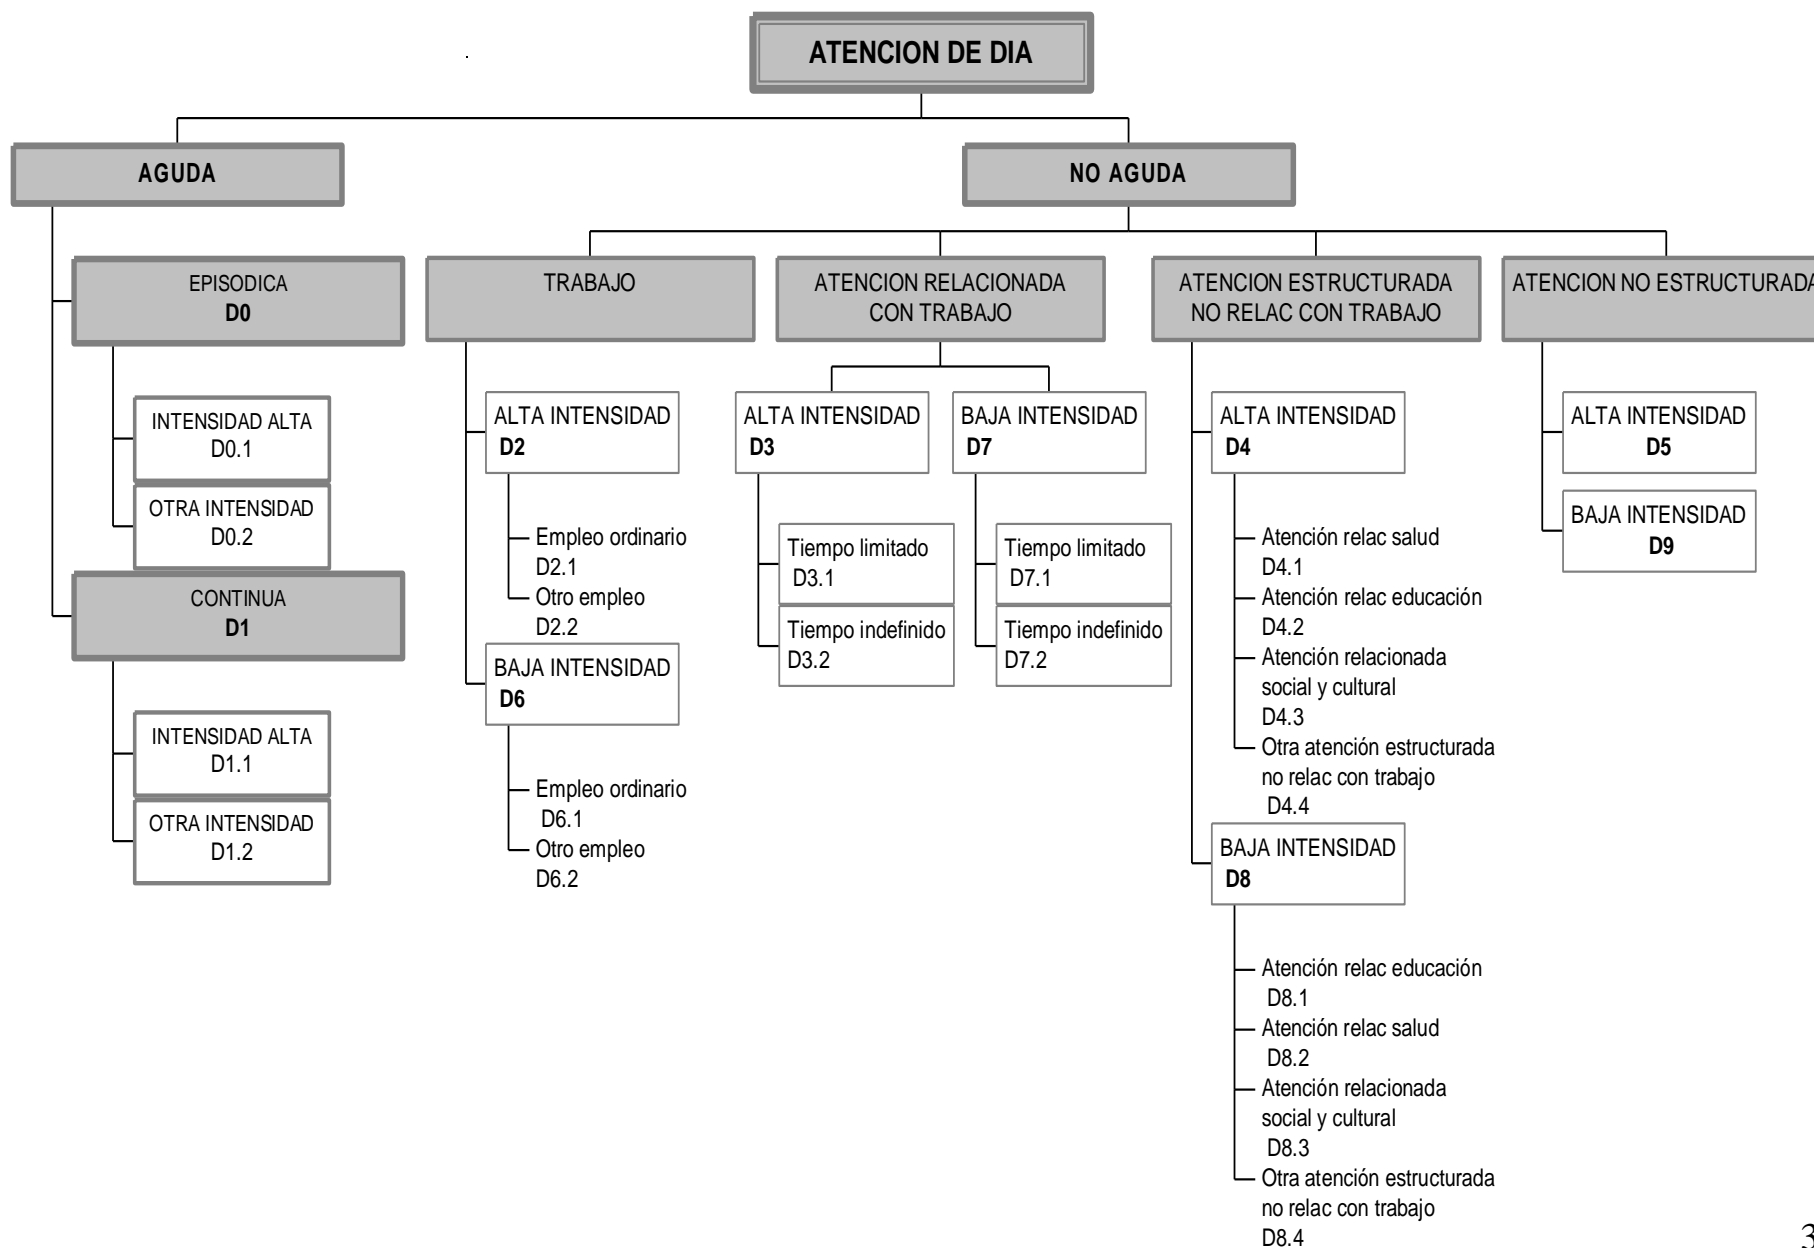 ATENCION DE DIA
AGUDA
NO AGUDA
EPISODICA
D0
INTENSIDAD ALTA
D0.1
OTRA INTENSIDAD
D0.2
CONTINUA
D1
INTENSIDAD ALTA
D1.1
OTRA INTENSIDAD
D1.2
TRABAJO
ALTA INTENSIDAD
D2
Empleo ordinario
D2.1
Otro empleo
D2.2
BAJA INTENSIDAD
D6
Empleo ordinario
D6.1
Otro empleo
D6.2
ATENCION RELACIONADA
CON TRABAJO
ALTA INTENSIDAD
D3
Tiempo limitado
D3.1
Tiempo indefinido
D3.2
BAJA INTENSIDAD
D7
Tiempo limitado
D7.1
Tiempo indefinido
D7.2
ATENCION ESTRUCTURADA
NO RELAC CON TRABAJO
ALTA INTENSIDAD
D4
Atención relac salud
D4.1
Atención relac educación
D4.2
Atención relacionada
social y cultural
D4.3
Otra atención estructurada
no relac con trabajo
D4.4
BAJA INTENSIDAD
D8
Atención relac educación
D8.1
Atención relac salud
D8.2
Atención relacionada
social y cultural
D8.3
Otra atención estructurada
no relac con trabajo
D8.4
ATENCION NO ESTRUCTURADA
ALTA INTENSIDAD
D5
BAJA INTENSIDAD
D9
3